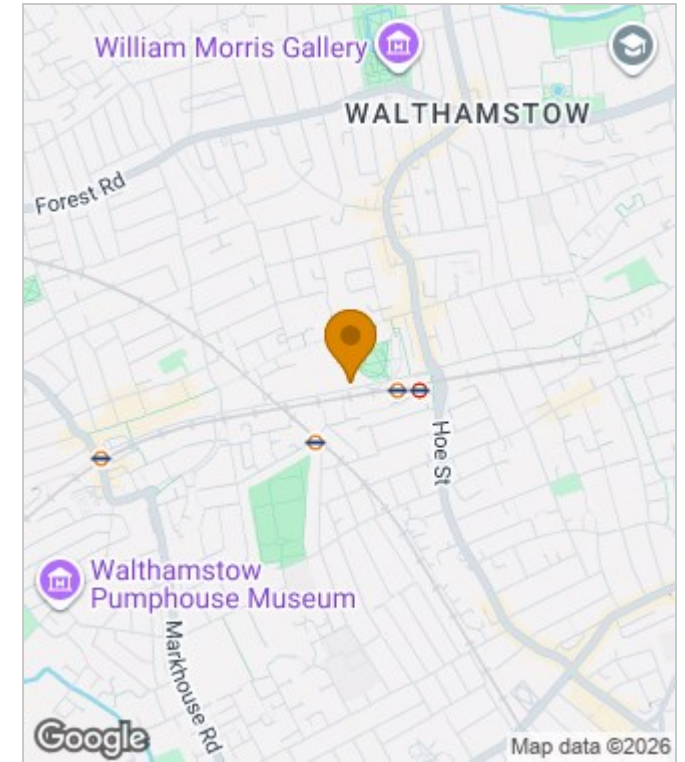 William Morris Gallery
WALTHAMSTOW
Forest Rd
Hoe St
Walthamstow
Pumphouse Museum
Markhouse Rd
Google
Map data ©2026